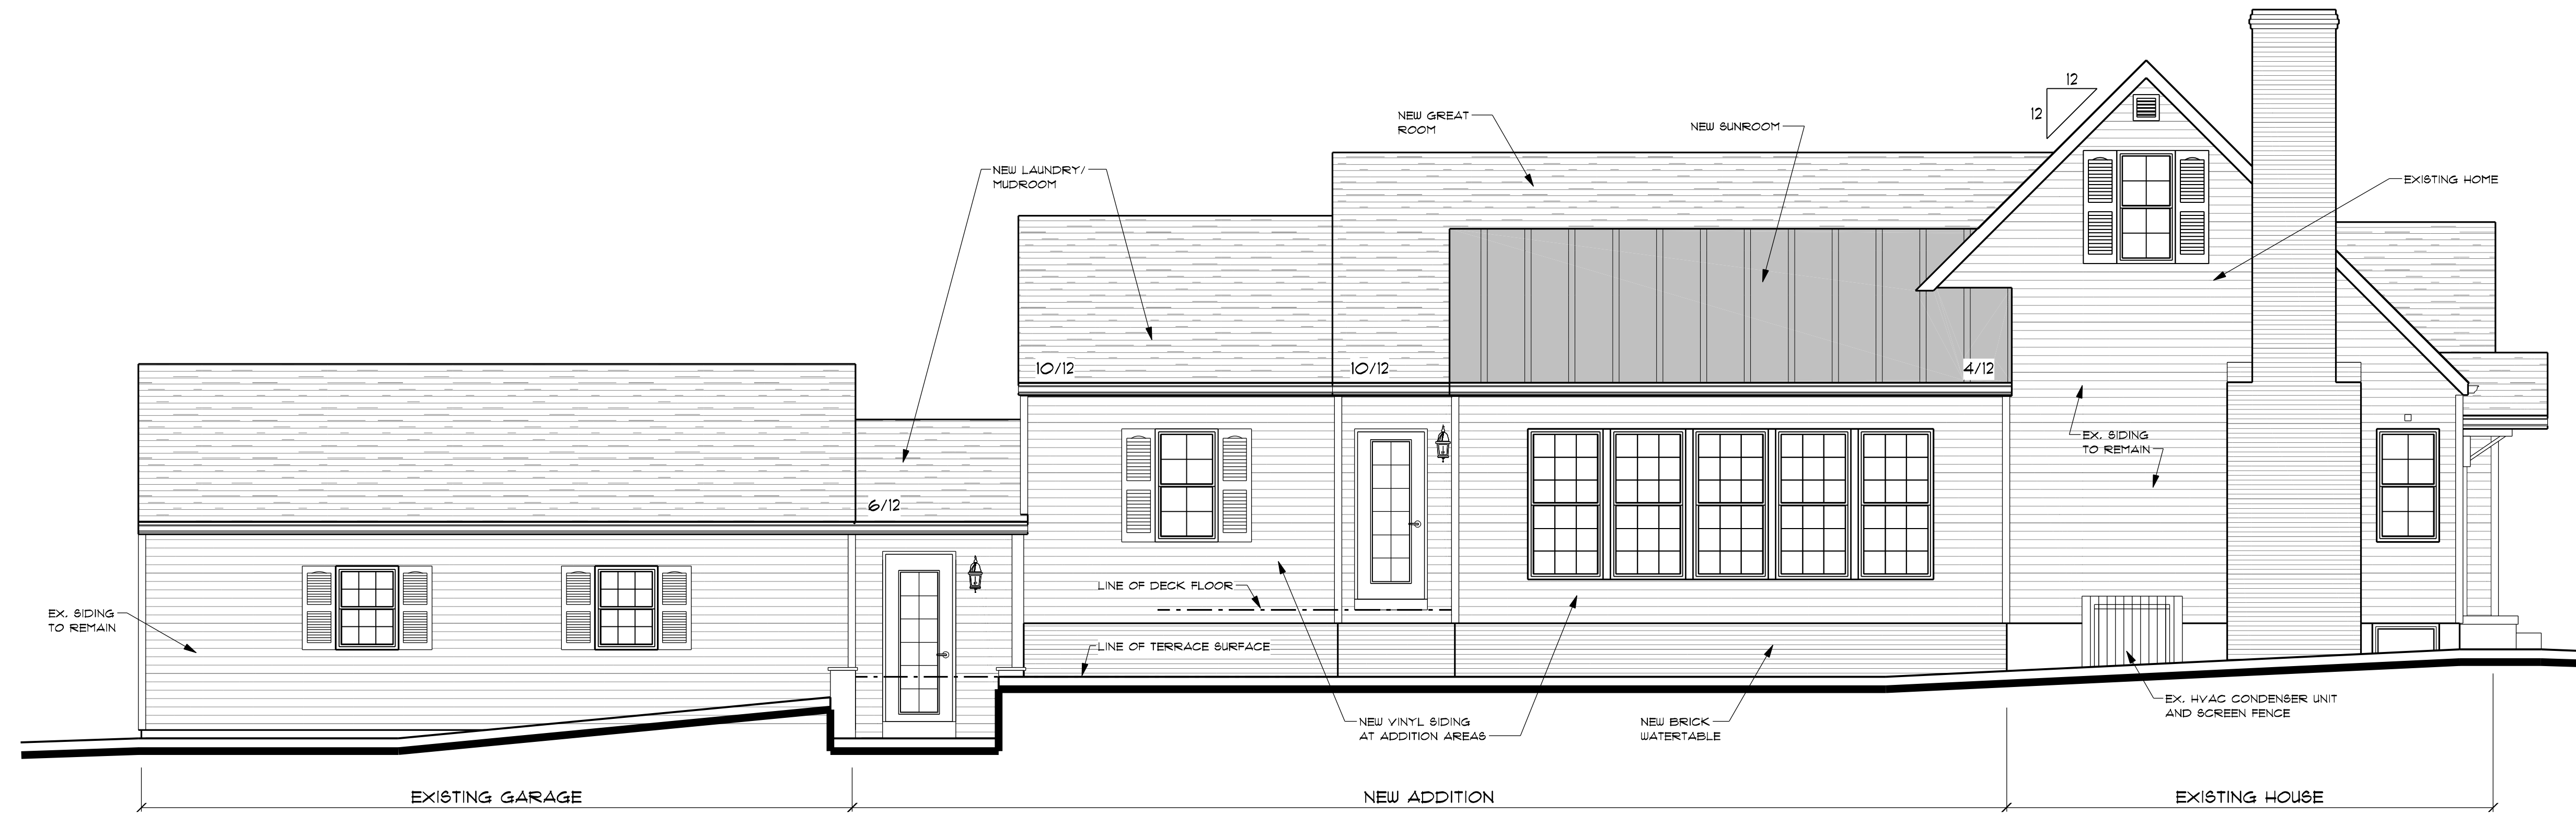 12
12
NEW GREAT
ROOM
NEW SUNROOM
NEW LAUNDRY/
MUDROOM
EXISTING HOME
10/12
10/12
4/12
EX. SIDING
TO REMAIN
6/12
LINE OF DECK FLOOR
EX. SIDING
TO REMAIN
LINE OF TERRACE SURFACE
EX. HVAC CONDENSER UNIT
AND SCREEN FENCE
NEW VINYL SIDING
AT ADDITION AREAS
NEW BRICK
WATERTABLE
EXISTING GARAGE
NEW ADDITION
EXISTING HOUSE